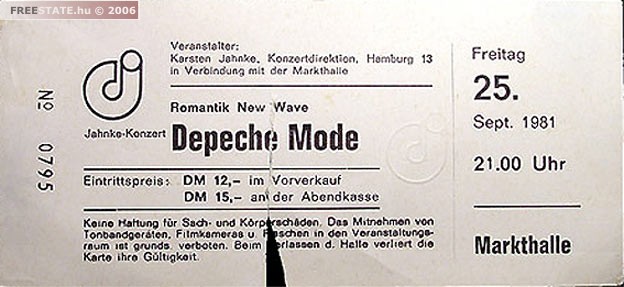 FREESTATE.hu © 2006
Veranstalter:
Karsten Jahnke, Konzertdirektion, Hamburg 13
in Verbindung mit der Markthalle
Romantik New Wave
Jahnke-Konzert
Depeche Mode
Eintrittspreis: DM 12,– im Vorverkauf
DM 15,– an der Abendkasse
Keine Haftung für Sach- und Körperschäden. Das Mitnehmen von
Tonbandgeräten, Filmkameras u. Flaschen in den Veranstaltungs-
raum ist grunds. verboten. Beim Verlassen d. Halle verliert die
Karte ihre Gültigkeit.
No 0795
Freitag
25.
Sept. 1981
21.00 Uhr
Markthalle